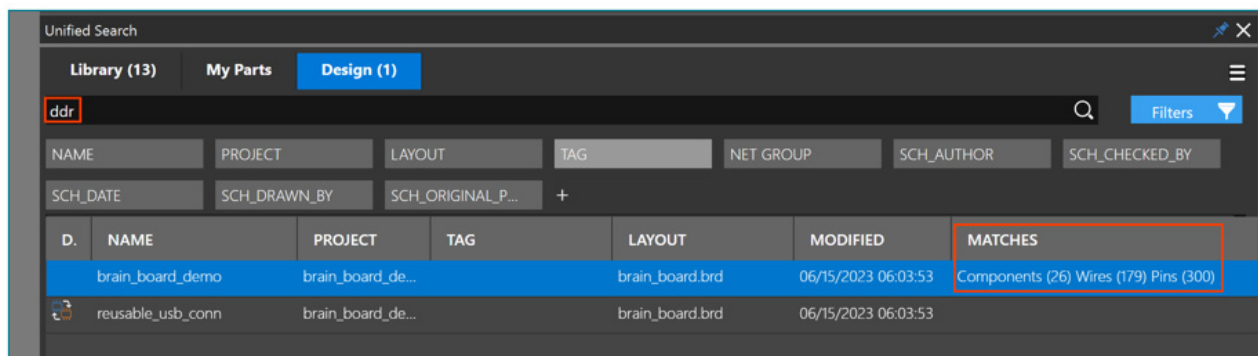 Unified Search
Library (13) My Parts Design (1)
ddr Filters
NAME PROJECT LAYOUT TAG NET GROUP SCH_AUTHOR SCH_CHECKED_BY
SCH_DATE SCH_DRAWN_BY SCH_ORIGINAL_P... +
D. NAME PROJECT TAG LAYOUT MODIFIED MATCHES
brain_board_demo brain_board_de... brain_board.brd 06/15/2023 06:03:53 Components (26) Wires (179) Pins (300)
reusable_usb_conn brain_board_de... brain_board.brd 06/15/2023 06:03:53